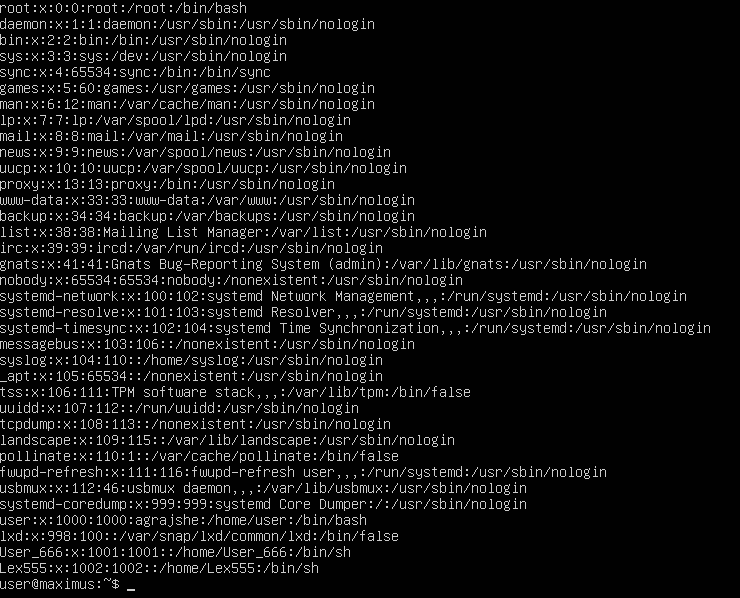 root:x:0:0:root:/root:/bin/bash
daemon:x:1:1:daemon:/usr/sbin:/usr/sbin/nologin
bin:x:2:2:bin:/bin:/usr/sbin/nologin
sys:x:3:3:sys:/dev:/usr/sbin/nologin
sync:x:4:65534:sync:/bin:/bin/sync
games:x:5:60:games:/usr/games:/usr/sbin/nologin
man:x:6:12:man:/var/cache/man:/usr/sbin/nologin
lp:x:7:7:lp:/var/spool/lpd:/usr/sbin/nologin
mail:x:8:8:mail:/var/mail:/usr/sbin/nologin
news:x:9:9:news:/var/spool/news:/usr/sbin/nologin
uucp:x:10:10:uucp:/var/spool/uucp:/usr/sbin/nologin
proxy:x:13:13:proxy:/bin:/usr/sbin/nologin
www-data:x:33:33:www-data:/var/www:/usr/sbin/nologin
backup:x:34:34:backup:/var/backups:/usr/sbin/nologin
list:x:38:38:Mailing List Manager:/var/list:/usr/sbin/nologin
irc:x:39:39:ircd:/var/run/ircd:/usr/sbin/nologin
gnats:x:41:41:Gnats Bug-Reporting System (admin):/var/lib/gnats:/usr/sbin/nologin
nobody:x:65534:65534:nobody:/nonexistent:/usr/sbin/nologin
systemd-network:x:100:102:systemd Network Management,,,:/run/systemd:/usr/sbin/nologin
systemd-resolve:x:101:103:systemd Resolver,,,:/run/systemd:/usr/sbin/nologin
systemd-timesync:x:102:104:systemd Time Synchronization,,,:/run/systemd:/usr/sbin/nologin
messagebus:x:103:106::/nonexistent:/usr/sbin/nologin
syslog:x:104:110::/home/syslog:/usr/sbin/nologin
_apt:x:105:65534::/nonexistent:/usr/sbin/nologin
tss:x:106:111:TPM software stack,,,:/var/lib/tpm:/bin/false
uuidd:x:107:112::/run/uuidd:/usr/sbin/nologin
tcpdump:x:108:113::/nonexistent:/usr/sbin/nologin
landscape:x:109:115::/var/lib/landscape:/usr/sbin/nologin
pollinate:x:110:1::/var/cache/pollinate:/bin/false
fwupd-refresh:x:111:116:fwupd-refresh user,,,:/run/systemd:/usr/sbin/nologin
usbmux:x:112:46:usbmux daemon,,,:/var/lib/usbmux:/usr/sbin/nologin
systemd-coredump:x:999:999:systemd Core Dumper:/:/usr/sbin/nologin
user:x:1000:1000:agrajshe:/home/user:/bin/bash
lxd:x:998:100::/var/snap/lxd/common/lxd:/bin/false
User_666:x:1001:1001::/home/User_666:/bin/sh
Lex555:x:1002:1002::/home/Lex555:/bin/sh
user@maximus:~$ _